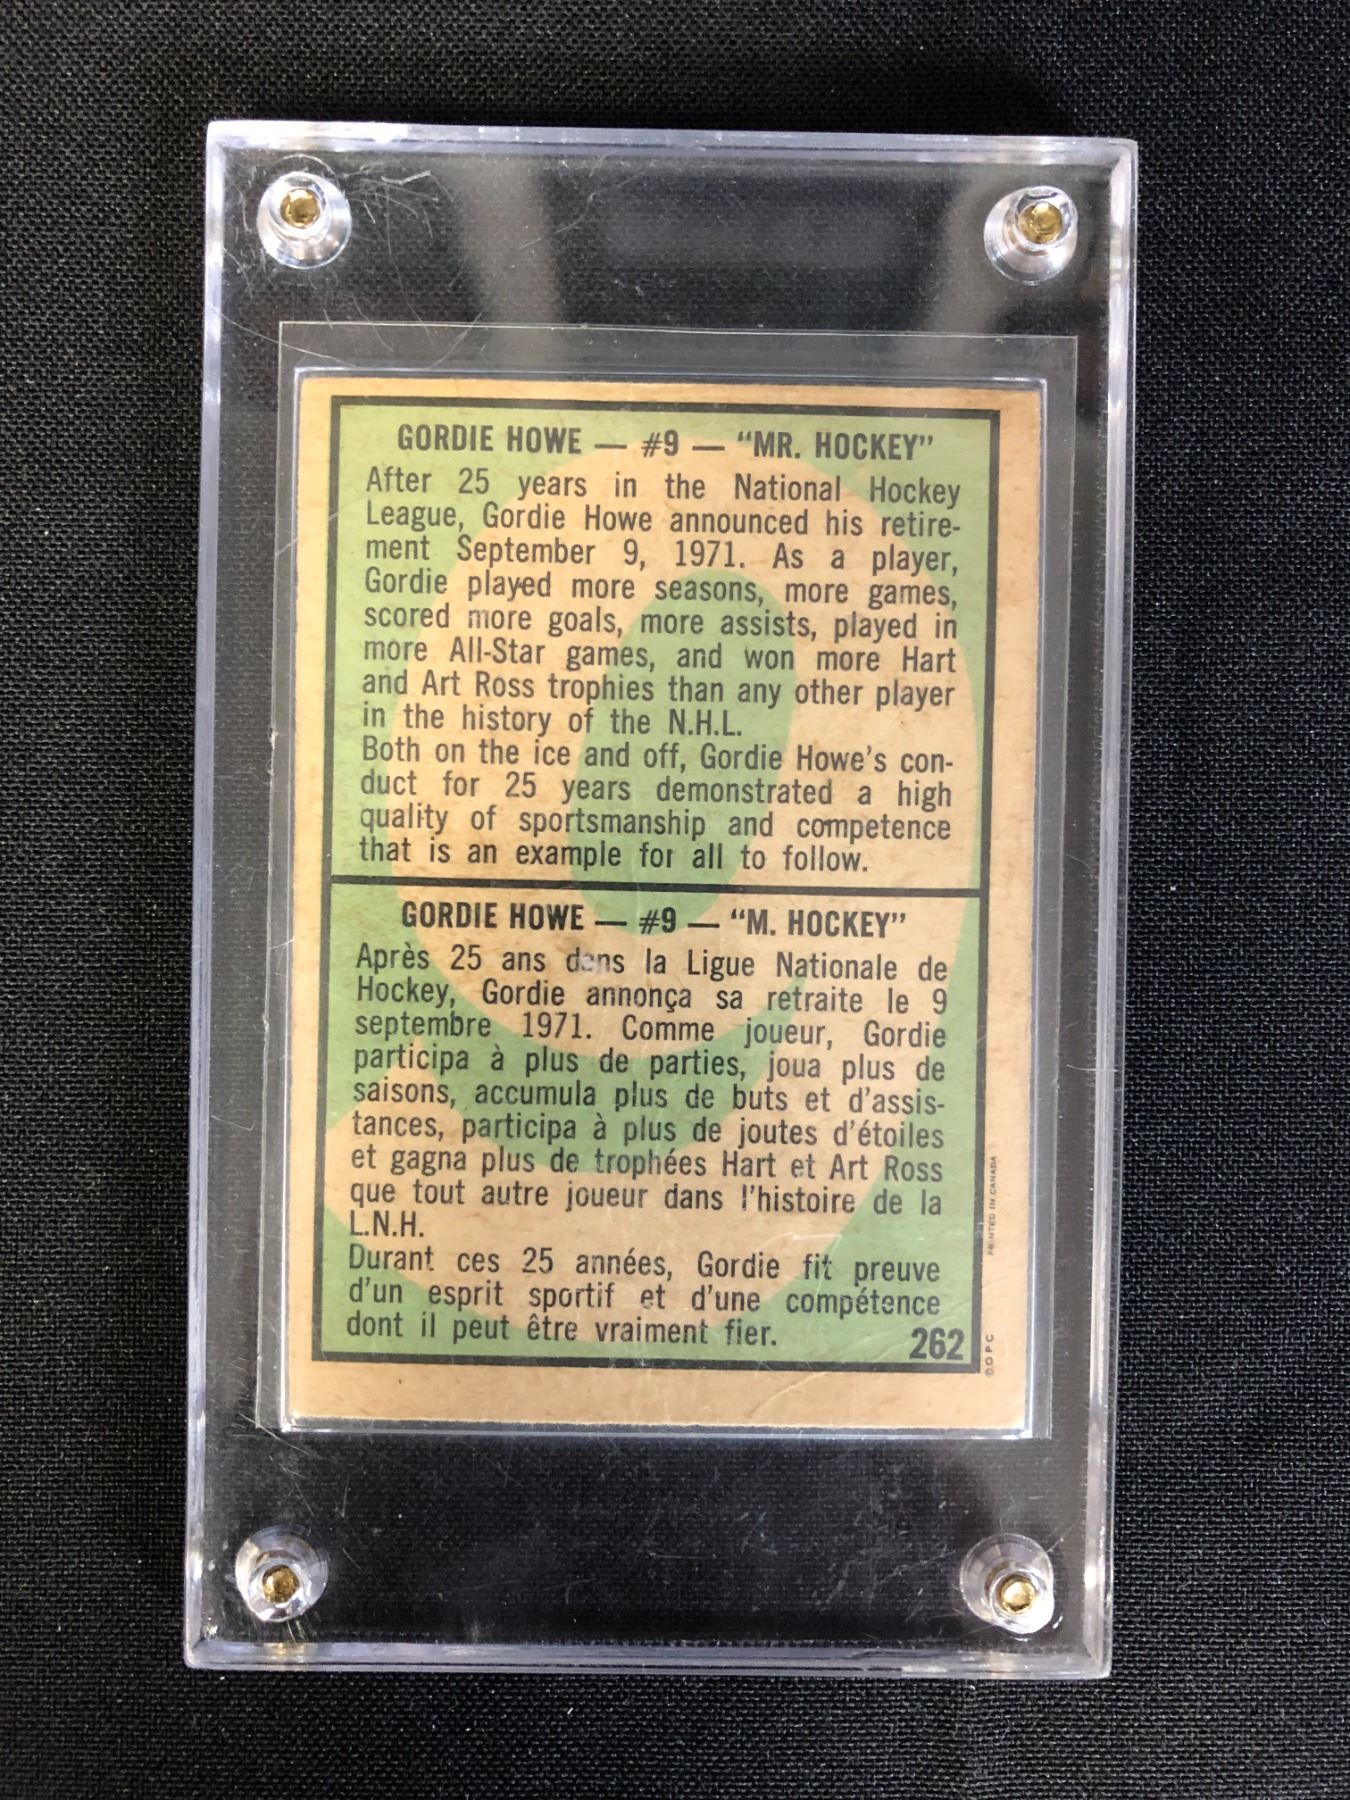 GORDIE HOWE — #9 — “MR. HOCKEY”
After 25 years in the National Hockey
League, Gordie Howe announced his retire-
ment September 9, 1971. As a player,
Gordie played more seasons, more games,
scored more goals, more assists, played in
more All-Star games, and won more Hart
and Art Ross trophies than any other player
in the history of the N.H.L.
Both on the ice and off, Gordie Howe’s con-
duct for 25 years demonstrated a high
quality of sportsmanship and competence
that is an example for all to follow.
GORDIE HOWE — #9 — “M. HOCKEY”
Après 25 ans dans la Ligue Nationale de
Hockey, Gordie annonça sa retraite le 9
septembre 1971. Comme joueur, Gordie
participa à plus de parties, joua plus de
saisons, accumula plus de buts et d’assis-
tances, participa à plus de joutes d’étoiles
et gagna plus de trophées Hart et Art Ross
que tout autre joueur dans l’histoire de la
L.N.H.
Durant ces 25 années, Gordie fit preuve
d’un esprit sportif et d’une compétence
dont il peut être vraiment fier.
262
© O.P.C.
PRINTED IN CANADA